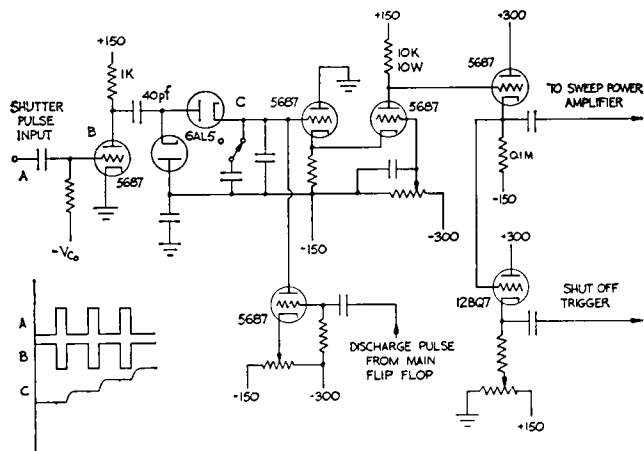 +150
1K
SHUTTER
PULSE
INPUT
A
B
40pf
5687
-Vco
6AL5
C
5687
+150
10K
10W
5687
+300
5687
TO SWEEP POWER
AMPLIFIER
0.1M
-150
-150
-300
+300
12BQ7
SHUT OFF
TRIGGER
+150
5687
DISCHARGE PULSE
FROM MAIN
FLIP FLOP
-150
-300
A
B
C